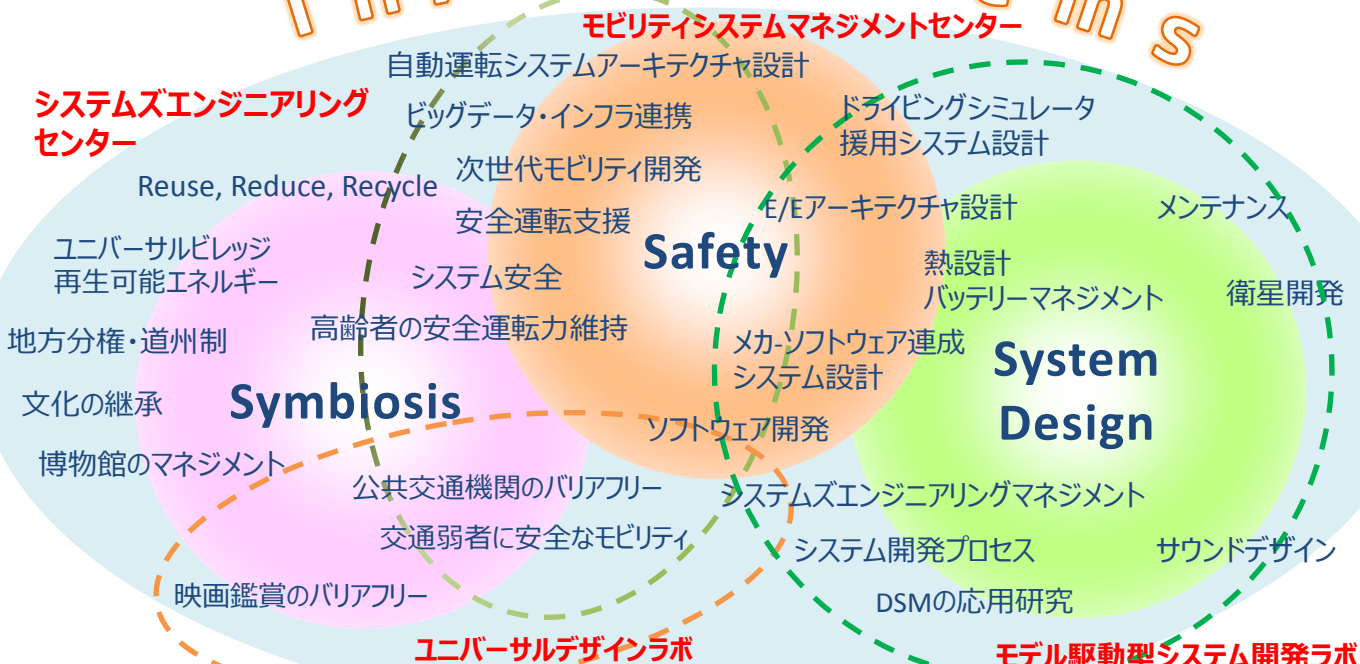 モビリティシステムマネジメントセンター
自動運転システムアーキテクチャ設計
システムズエンジニアリング
センター
ビッグデータ・インフラ連携
ドライビングシミュレータ
援用システム設計
次世代モビリティ開発
Reuse, Reduce, Recycle
安全運転支援
E/Eアーキテクチャ設計
メンテナンス
Safety
ユニバーサルビレッジ
再生可能エネルギー
システム安全
熱設計
バッテリーマネジメント
衛星開発
地方分権・道州制
高齢者の安全運転力維持
メカ-ソフトウェア連成
システム設計
System
Design
文化の継承
Symbiosis
ソフトウェア開発
博物館のマネジメント
公共交通機関のバリアフリー
システムズエンジニアリングマネジメント
交通弱者に安全なモビリティ
システム開発プロセス
サウンドデザイン
映画鑑賞のバリアフリー
DSMの応用研究
ユニバーサルデザインラボ
モデル駆動型システム開発ラボ